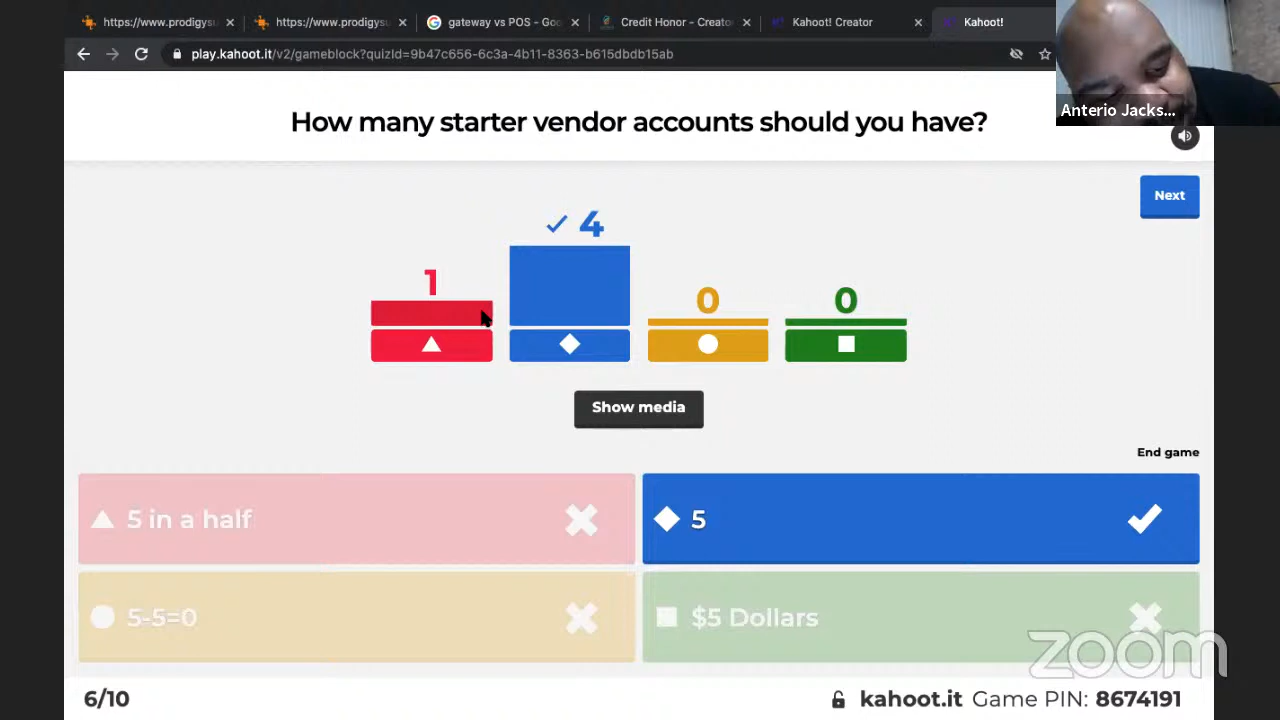 https://www.prodigysu
https://www.prodigysu
gateway vs POS - Goo
Credit Honor - Creato
Kahoot! Creator
Kahoot!
play.kahoot.it/v2/gameblock?quizId=9b47c656-6c3a-4b11-8363-b615dbdb15ab
Anterio Jacks...
How many starter vendor accounts should you have?
Next
1
4
0
0
Show media
End game
5 in a half
5
5-5=0
$5 Dollars
zoom
6/10
kahoot.it Game PIN: 8674191